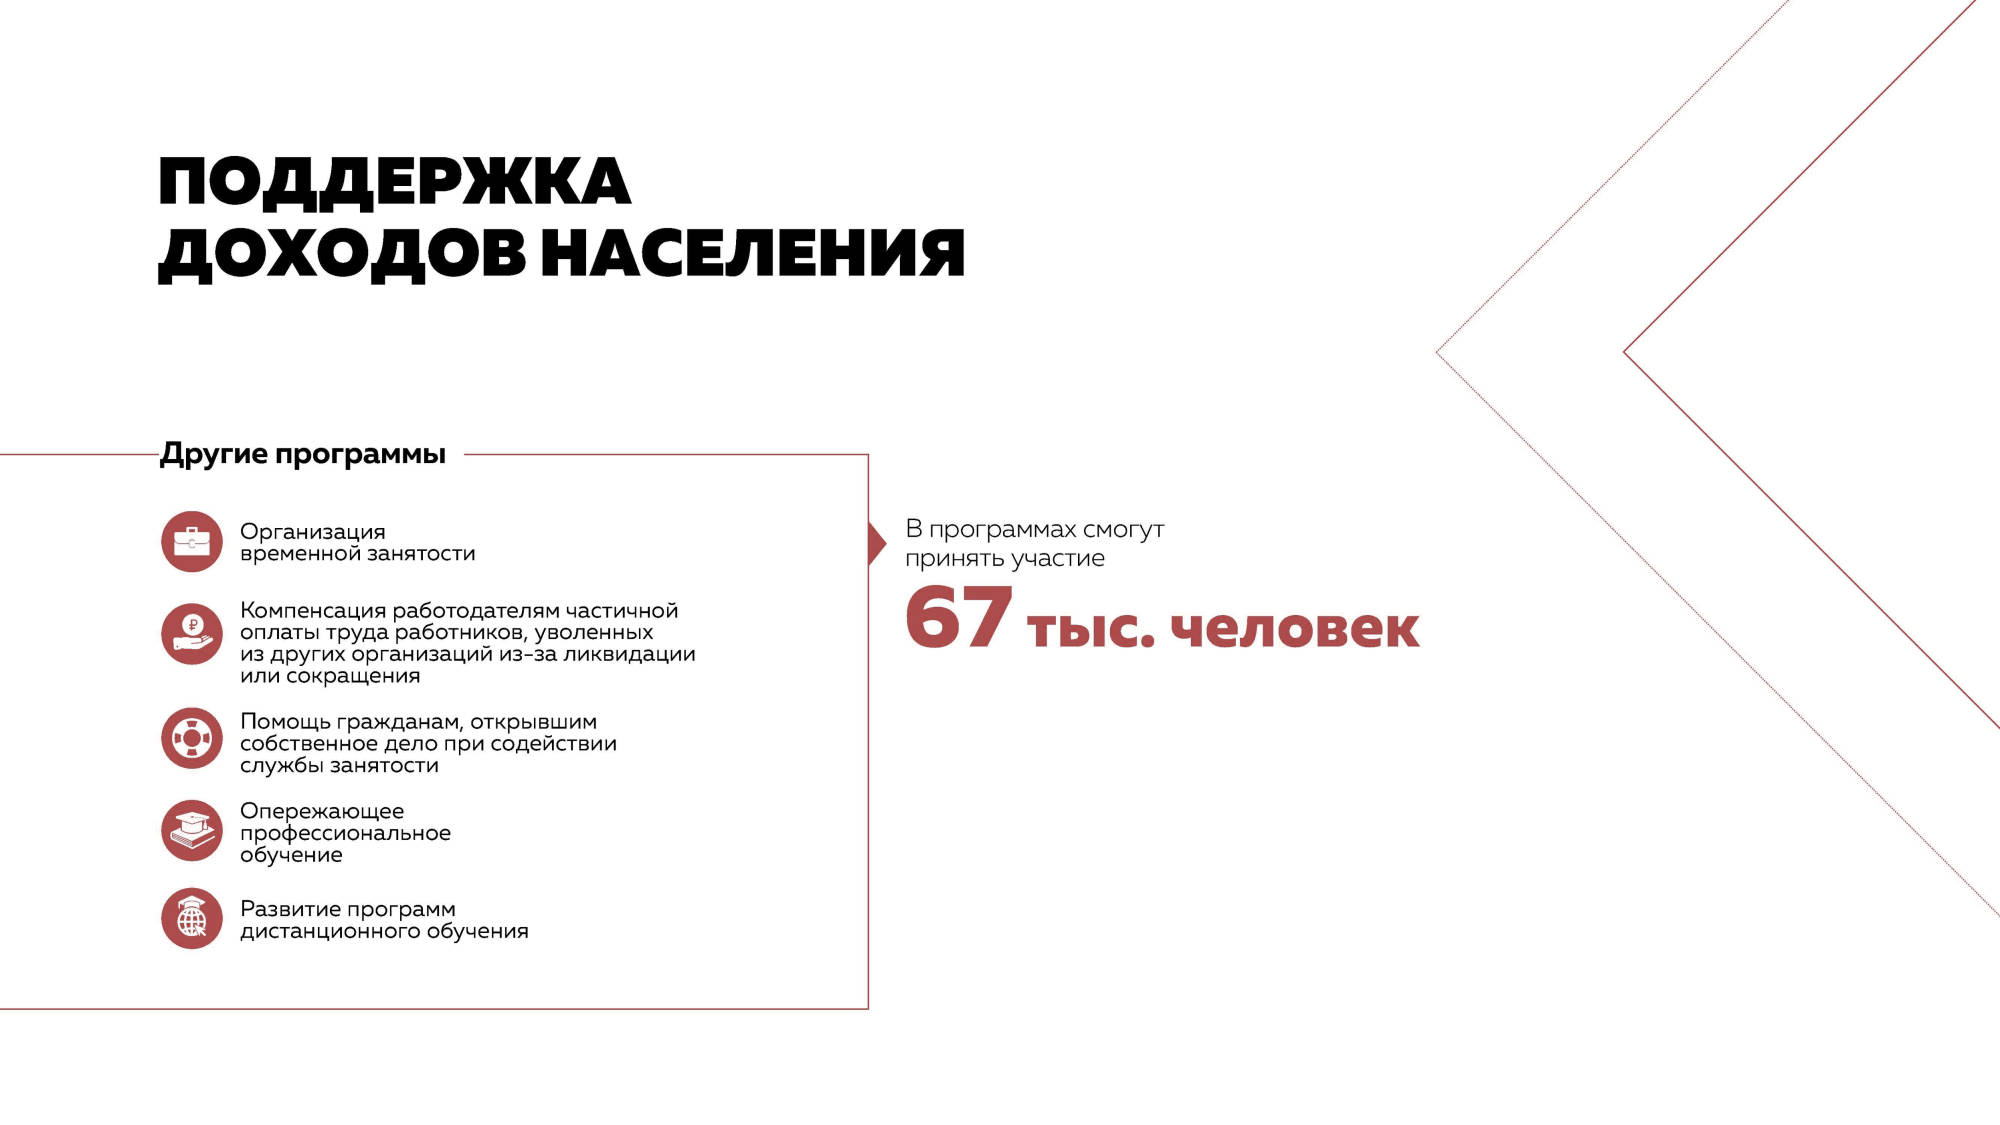 ПОДДЕРЖКА
ДОХОДОВ НАСЕЛЕНИЯ
Другие программы
Организация
временной занятости
Компенсация работодателям частичной
оплаты труда работников, уволенных
из других организаций из-за ликвидации
или сокращения
Помощь гражданам, открывшим
собственное дело при содействии
службы занятости
Опережающее
профессиональное
обучение
Развитие программ
дистанционного обучения
В программах смогут
принять участие
67 тыс. человек